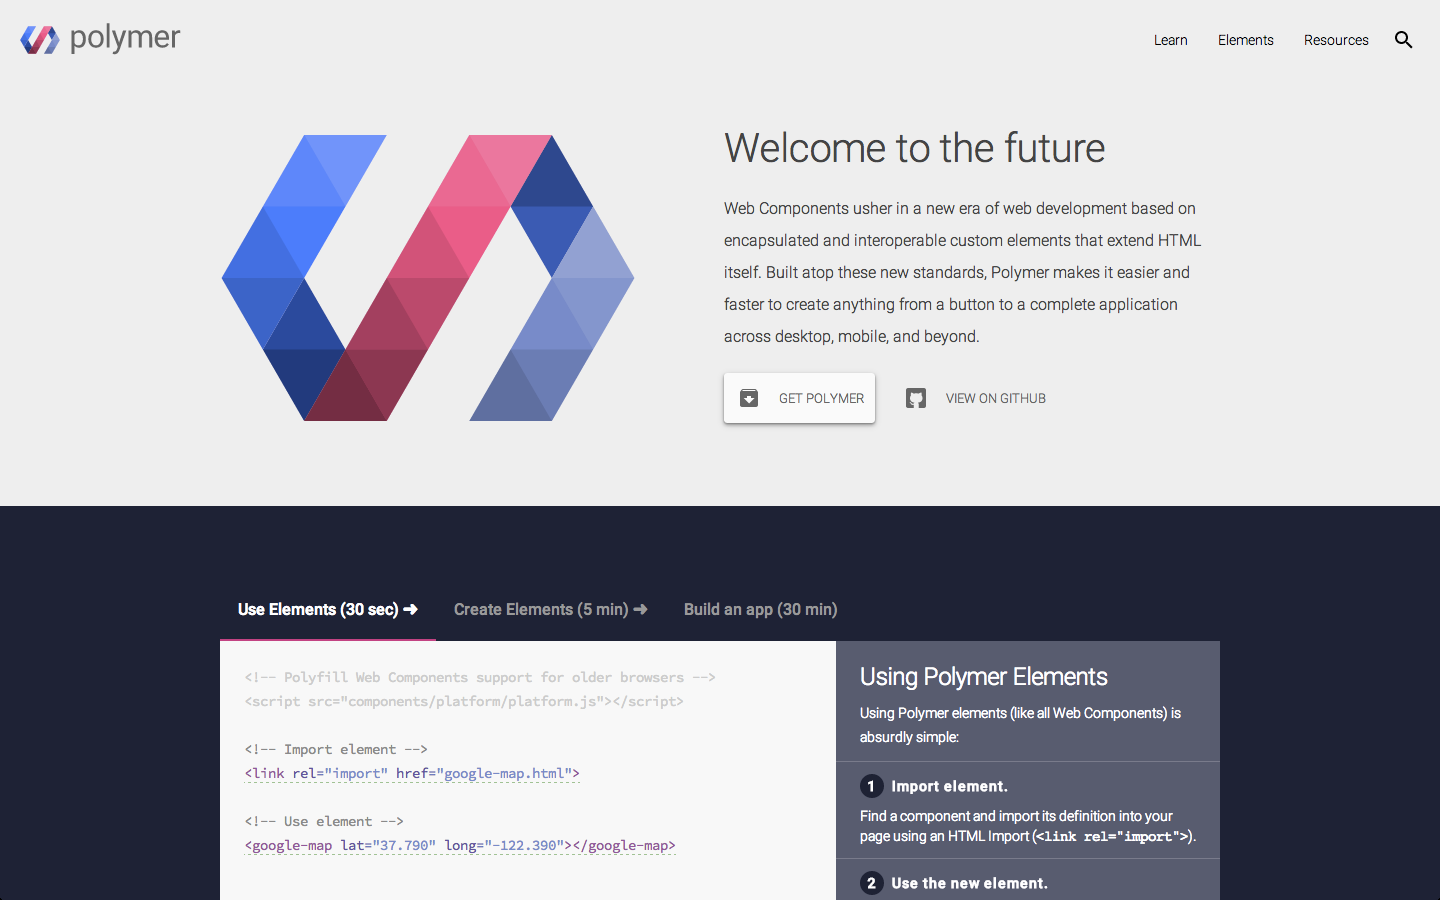 polymer
Learn
Elements
Resources
Welcome to the future
Web Components usher in a new era of web development based on
encapsulated and interoperable custom elements that extend HTML
itself. Built atop these new standards, Polymer makes it easier and
faster to create anything from a button to a complete application
across desktop, mobile, and beyond.
GET POLYMER
VIEW ON GITHUB
Use Elements (30 sec) ➜
Create Elements (5 min) ➜
Build an app (30 min)
<!-- Polyfill Web Components support for older browsers -->
<script src="components/platform/platform.js"></script>
<!-- Import element -->
<link rel="import" href="google-map.html">
<!-- Use element -->
<google-map lat="37.790" long="-122.390"></google-map>
Using Polymer Elements
Using Polymer elements (like all Web Components) is
absurdly simple:
1 Import element.
Find a component and import its definition into your
page using an HTML Import (<link rel="import">).
2 Use the new element.